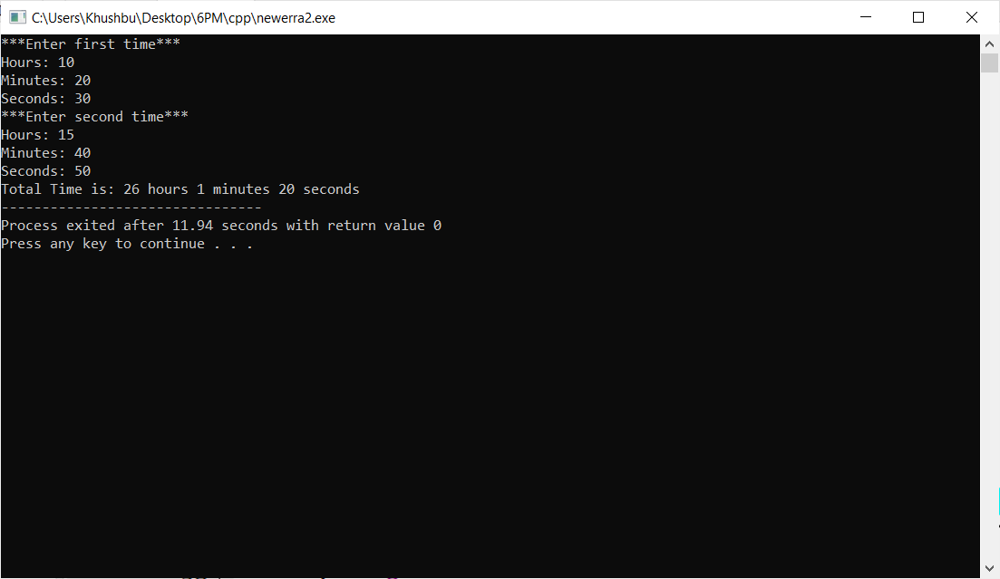 C:\Users\Khushbu\Desktop\6PM\cpp\newerra2.exe
***Enter first time***
Hours: 10
Minutes: 20
Seconds: 30
***Enter second time***
Hours: 15
Minutes: 40
Seconds: 50
Total Time is: 26 hours 1 minutes 20 seconds
--------------------------------
Process exited after 11.94 seconds with return value 0
Press any key to continue . . .